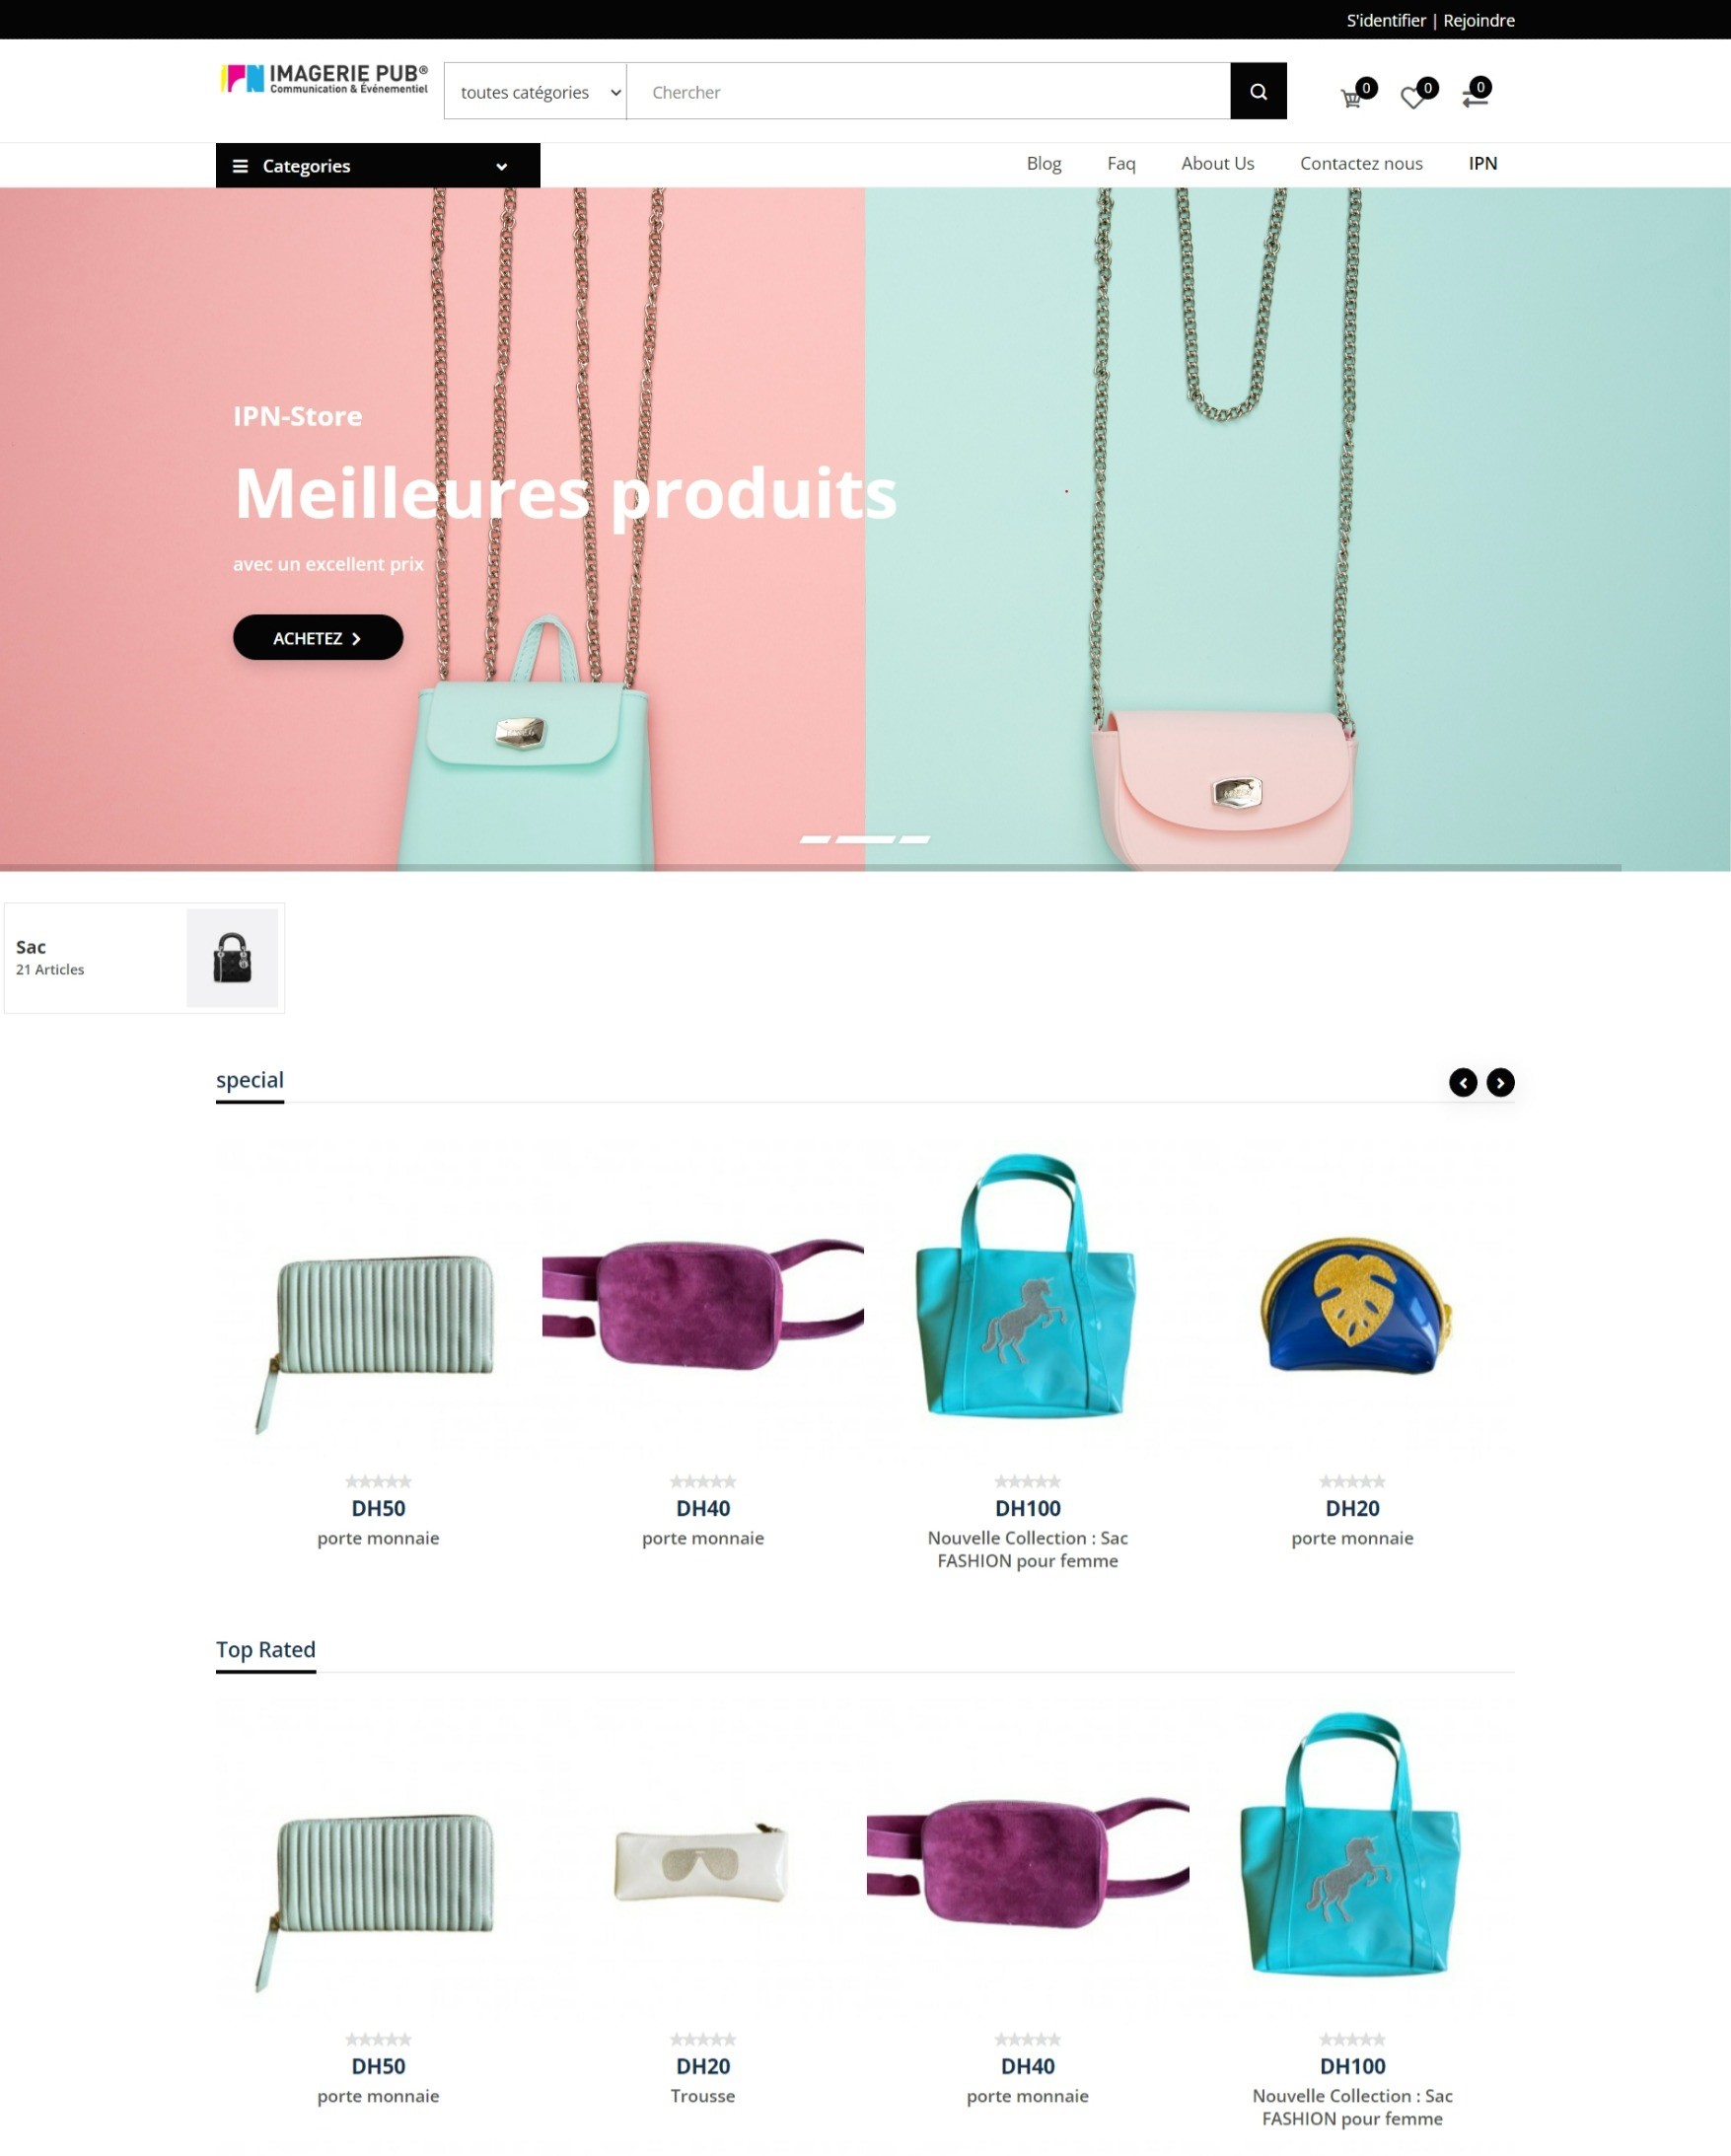 S'identifier | Rejoindre
IPN IMAGERIE PUB®
Communication & Événementiel
toutes catégories
Chercher
0
0
0
Categories
Blog
Faq
About Us
Contactez nous
IPN
IPN-Store
Meilleures produits
avec un excellent prix
ACHETEZ
Sac
21 Articles
special
DH50
porte monnaie
DH40
porte monnaie
DH100
Nouvelle Collection : Sac
FASHION pour femme
DH20
porte monnaie
Top Rated
DH50
porte monnaie
DH20
Trousse
DH40
porte monnaie
DH100
Nouvelle Collection : Sac
FASHION pour femme